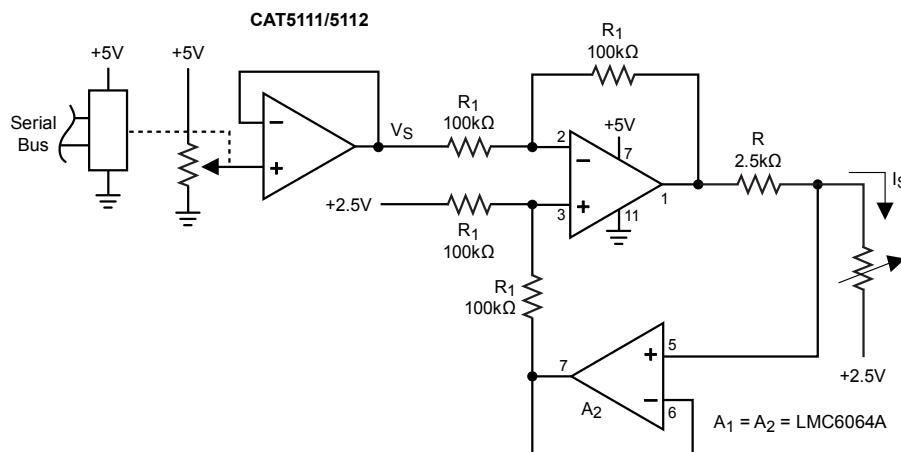 CAT5111/5112
+5V
+5V
Serial
Bus
−
+
VS
R1
100kΩ
R1
100kΩ
+5V
2
7
−
3
+
11
1
+2.5V
R1
100kΩ
R
2.5kΩ
IS
R1
100kΩ
+
5
7
−
6
A2
+2.5V
A1 = A2 = LMC6064A